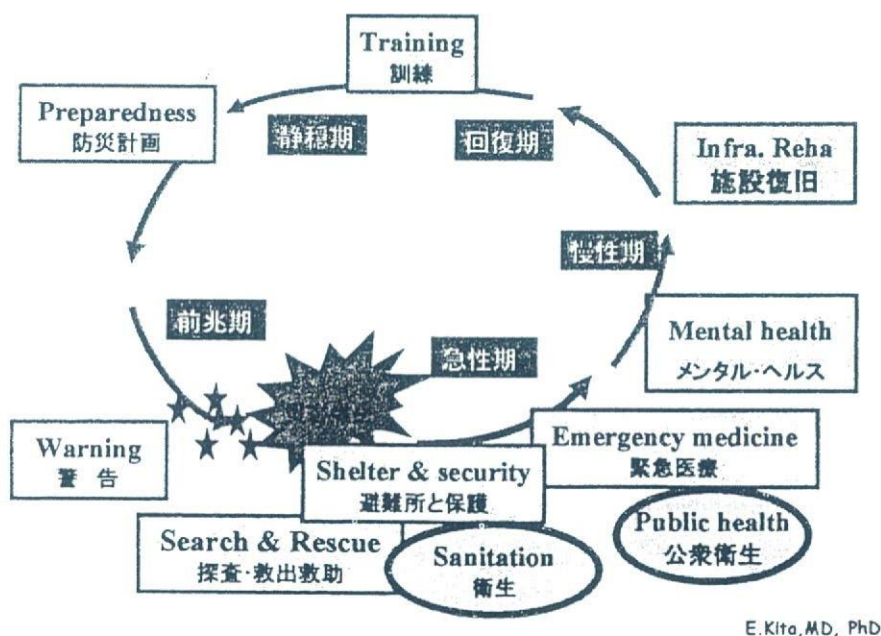 Training
訓練
Preparedness
防災計画
静穏期
回復期
Infra. Reha
施設復旧
慢性期
前兆期
急性期
Mental health
メンタル・ヘルス
Warning
警 告
Emergency medicine
緊急医療
Shelter & security
避難所と保護
Public health
公衆衛生
Search & Rescue
探査・救出救助
Sanitation
衛生
E.Kita,MD, PhD